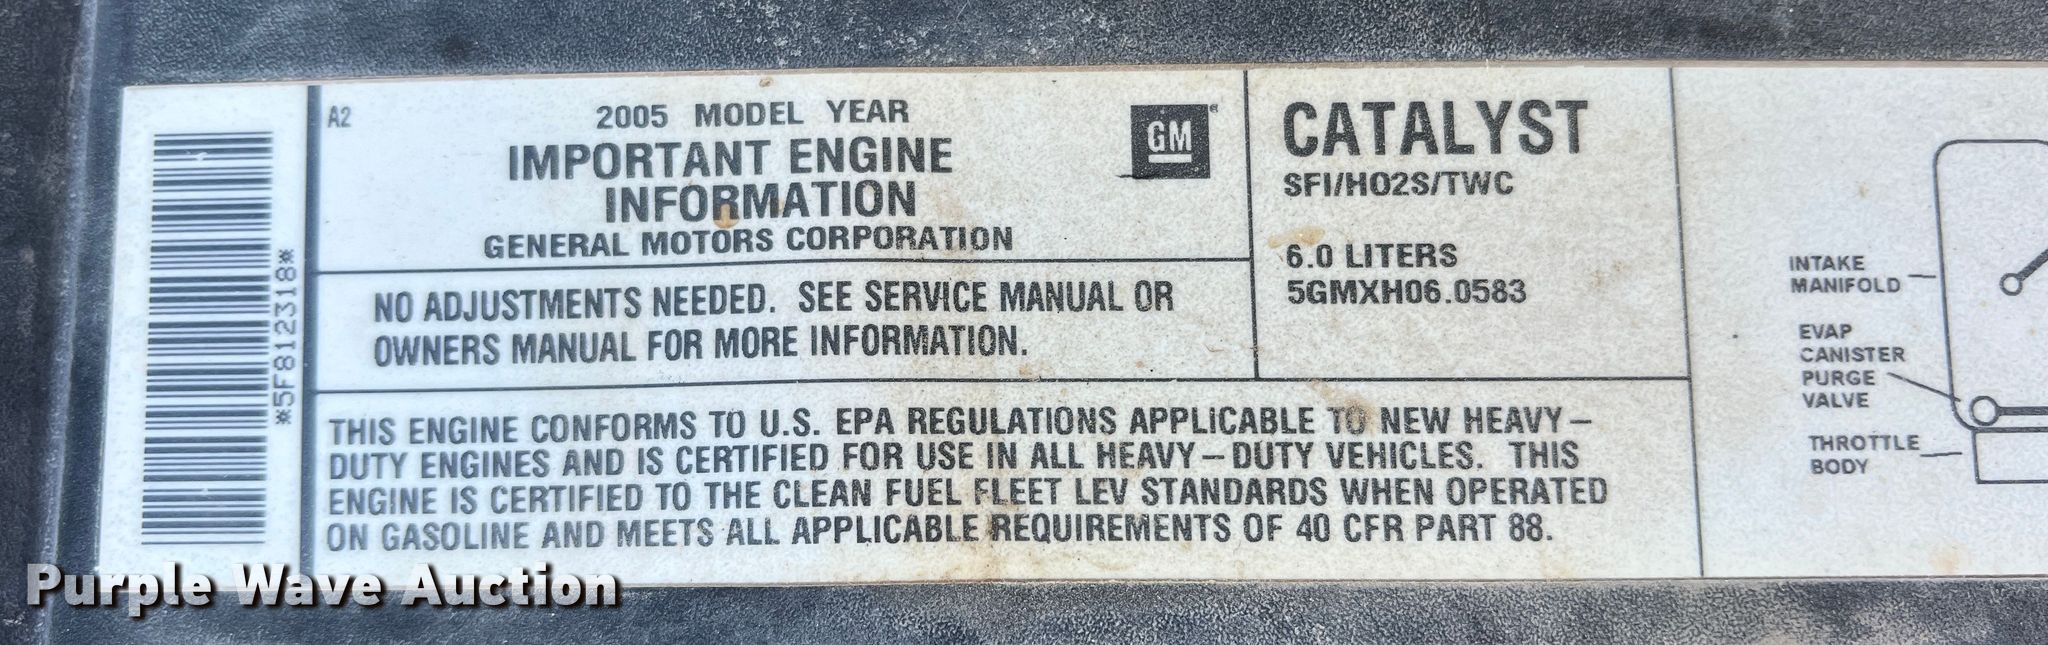 A2
2005 MODEL YEAR
IMPORTANT ENGINE
INFORMATION
GENERAL MOTORS CORPORATION
GM
NO ADJUSTMENTS NEEDED. SEE SERVICE MANUAL OR
OWNERS MANUAL FOR MORE INFORMATION.
CATALYST
SFI/HO2S/TWC
6.0 LITERS
5GMXH06.0583
THIS ENGINE CONFORMS TO U.S. EPA REGULATIONS APPLICABLE TO NEW HEAVY-
DUTY ENGINES AND IS CERTIFIED FOR USE IN ALL HEAVY-DUTY VEHICLES. THIS
ENGINE IS CERTIFIED TO THE CLEAN FUEL FLEET LEV STANDARDS WHEN OPERATED
ON GASOLINE AND MEETS ALL APPLICABLE REQUIREMENTS OF 40 CFR PART 88.
*5F812318*
INTAKE
MANIFOLD
EVAP
CANISTER
PURGE
VALVE
THROTTLE
BODY
Purple Wave Auction